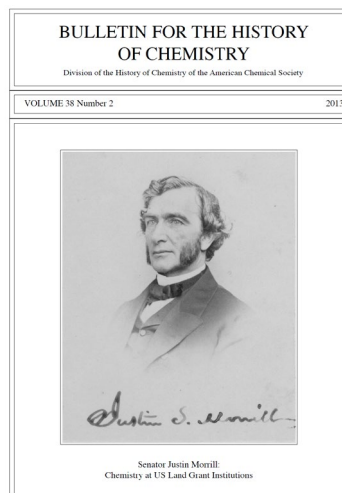 BULLETIN FOR THE HISTORY
OF CHEMISTRY
Division of the History of Chemistry of the American Chemical Society
VOLUME 38 Number 2
2013
Justin S. Morrill
Senator Justin Morrill:
Chemistry at US Land Grant Institutions